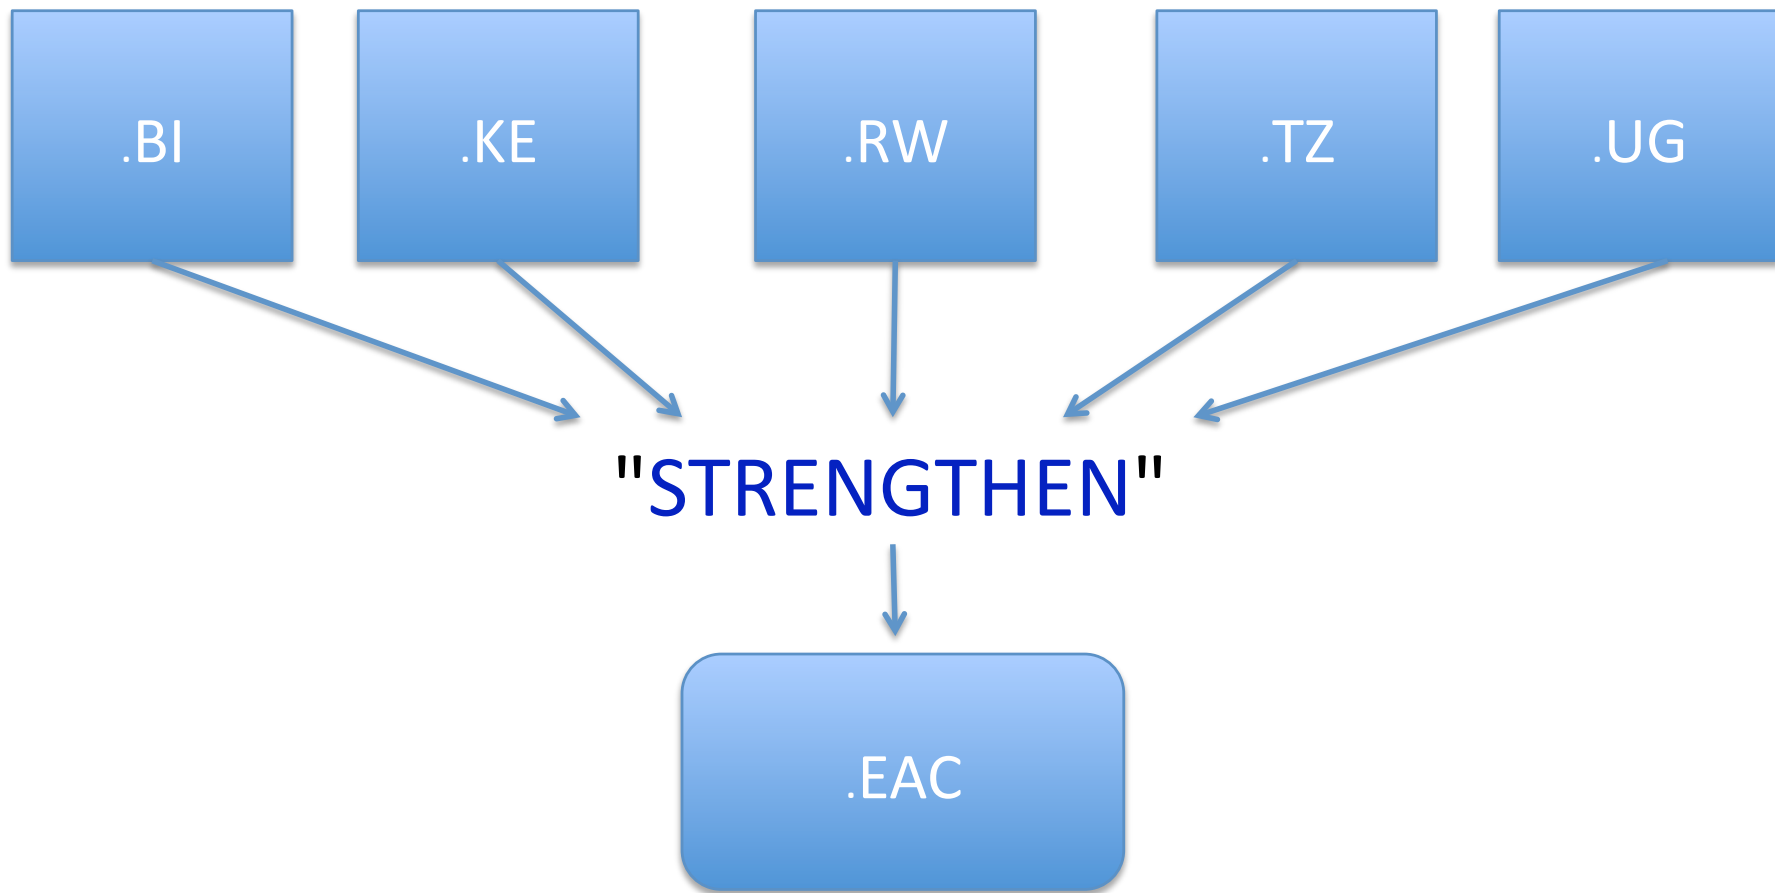 .BI
.KE
.RW
.TZ
.UG
"STRENGTHEN"
.EAC